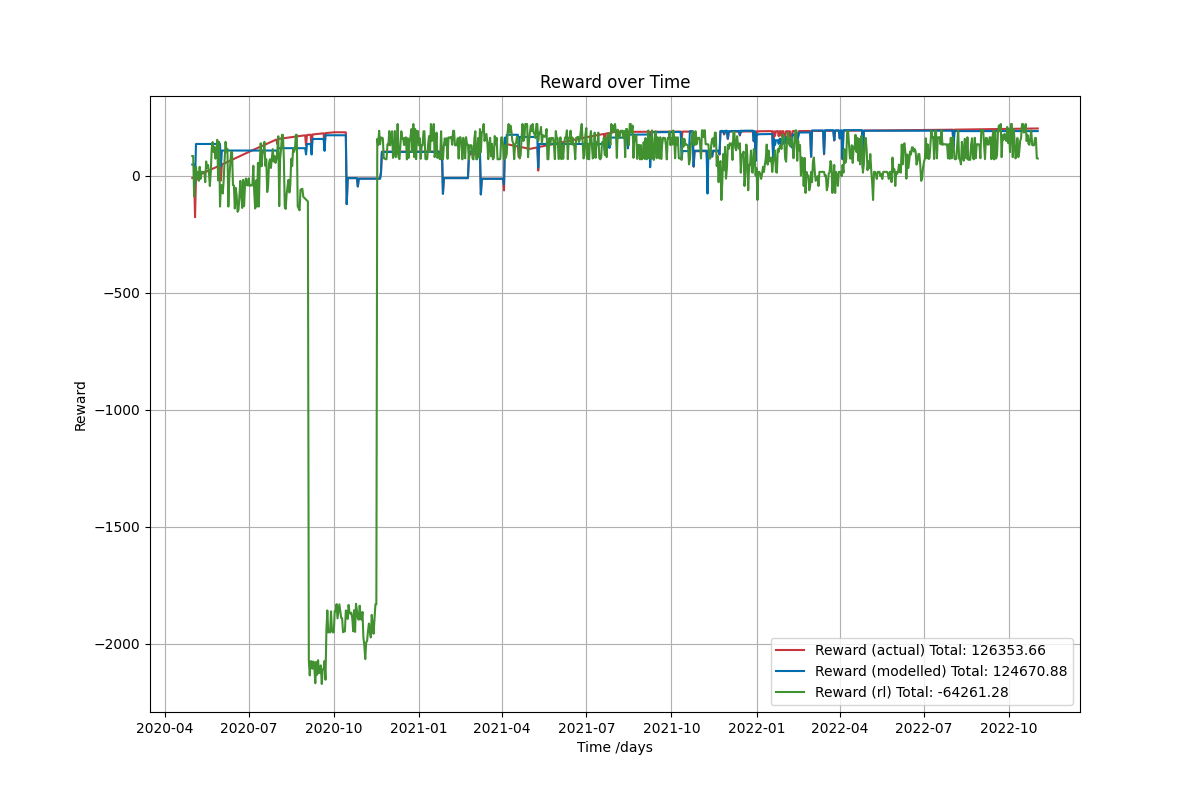 Reward over Time
Reward
0
−500
−1000
−1500
−2000
Reward (actual) Total: 126353.66
Reward (modelled) Total: 124670.88
Reward (rl) Total: -64261.28
2020-04 2020-07 2020-10 2021-01 2021-04 2021-07 2021-10 2022-01 2022-04 2022-07 2022-10
Time /days